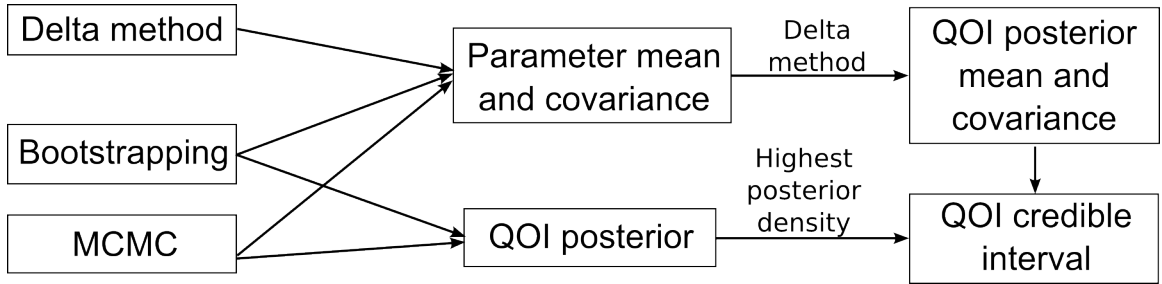 Delta method
Bootstrapping
MCMC
Parameter mean
and covariance
QOI posterior
Delta
method
Highest
posterior
density
QOI posterior
mean and
covariance
QOI credible
interval